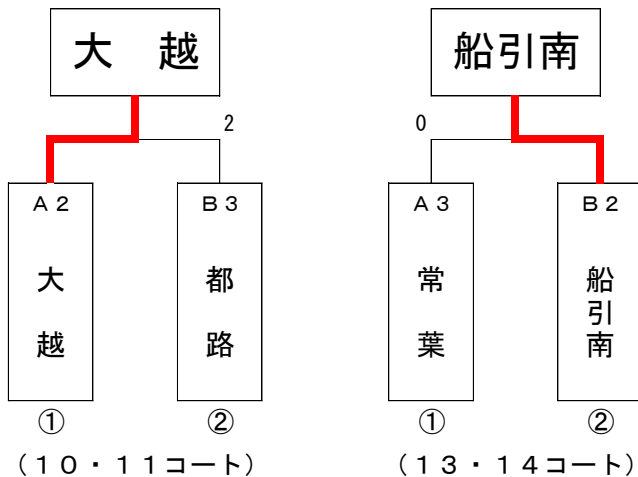 大　越
船引南
2
0
Ａ２
Ｂ３
Ａ３
Ｂ２
大越
都路
常葉
船引南
①
②
①
②
（１０・１１コート）
（１３・１４コート）